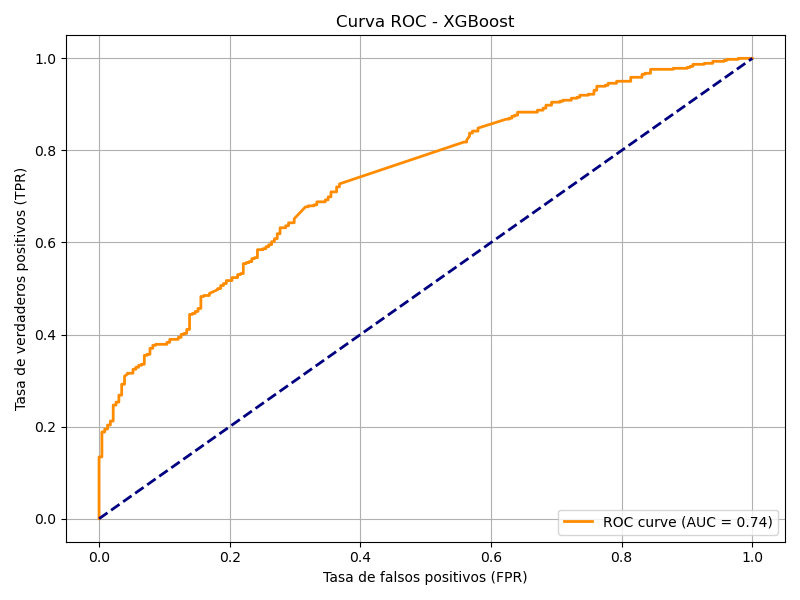 Curva ROC - XGBoost
Tasa de verdaderos positivos (TPR)
1.0
0.8
0.6
0.4
0.2
0.0
0.0 0.2 0.4 0.6 0.8 1.0
Tasa de falsos positivos (FPR)
ROC curve (AUC = 0.74)